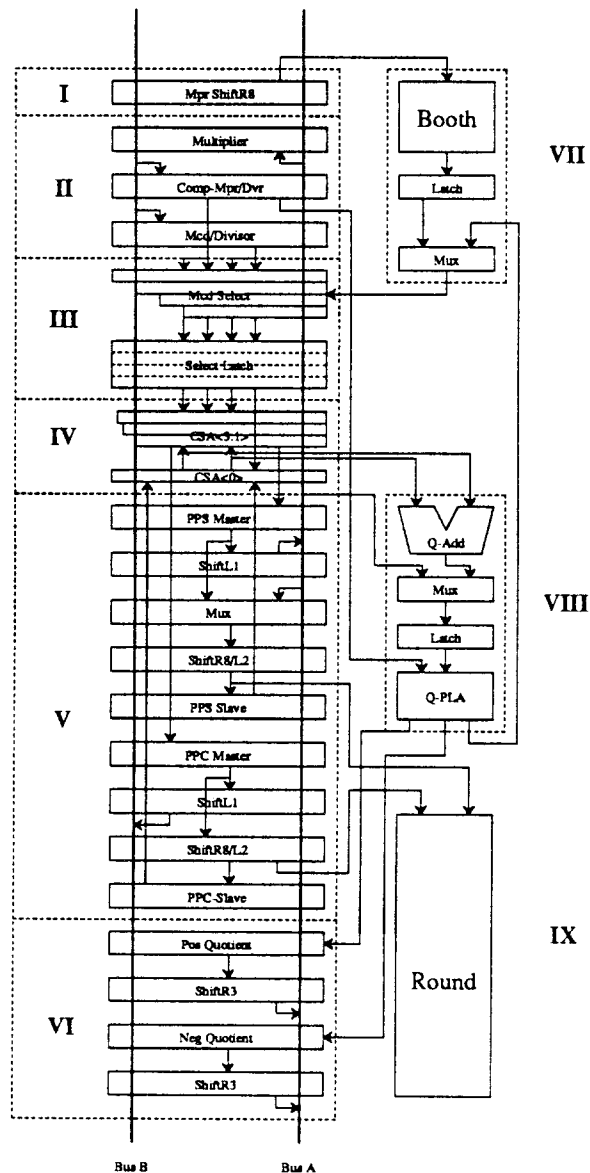 I
Mpr ShiftR8
Booth
VII
Multiplier
II
Comp-Mpr/Dvr
Latch
Mcd/Divisor
Mux
Mcd Select
III
Select Latch
IV
CSA<3:1>
CSA<0>
PPS Master
Q-Add
ShiftL1
Mux
Mux
VIII
Latch
ShiftR8/L2
V
PPS Slave
Q-PLA
PPC Master
ShiftL1
ShiftR8/L2
PPC-Slave
Pos Quotient
IX
ShiftR3
Round
VI
Neg Quotient
ShiftR3
Bus B
Bus A